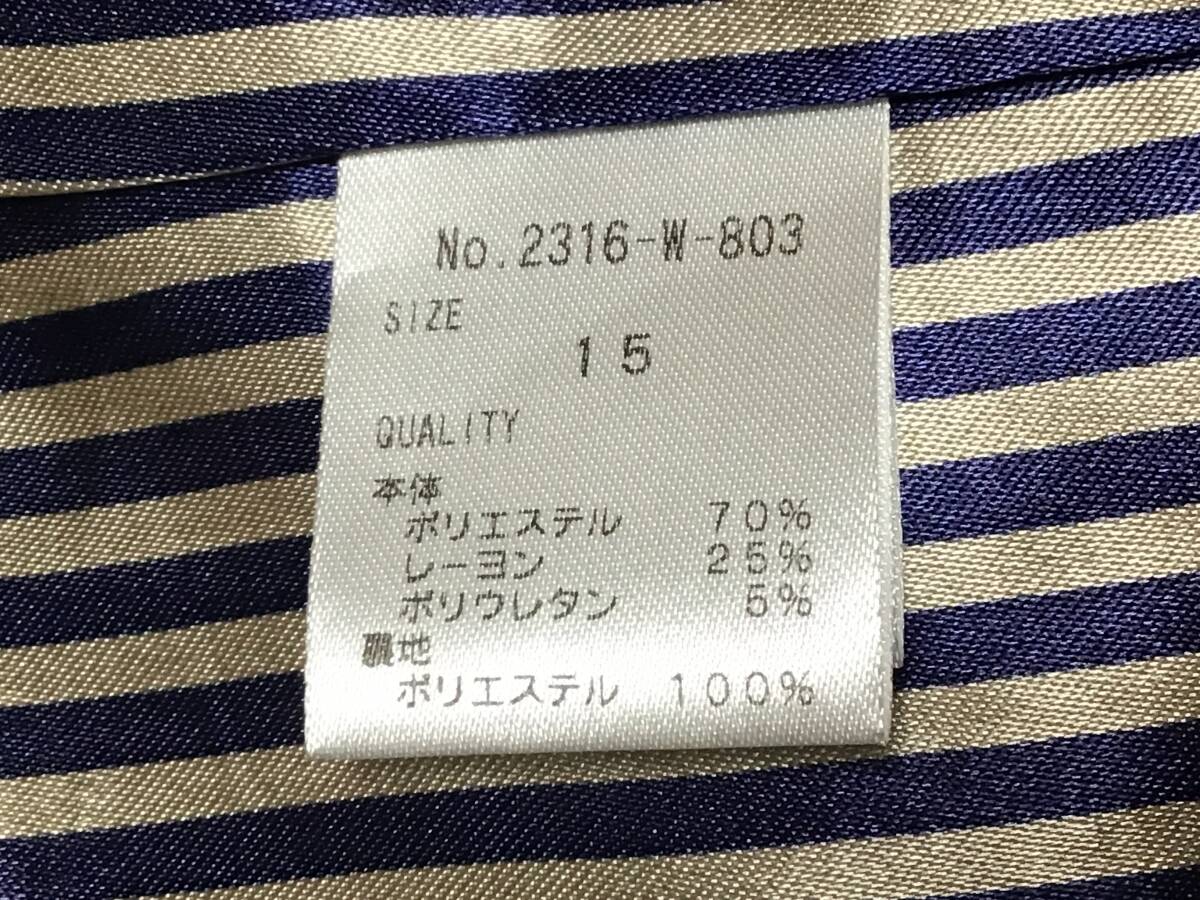 No.2316-W-803
SIZE
15
QUALITY
本体
ポリエステル 70%
レーヨン 25%
ポリウレタン 5%
裏地
ポリエステル 100%